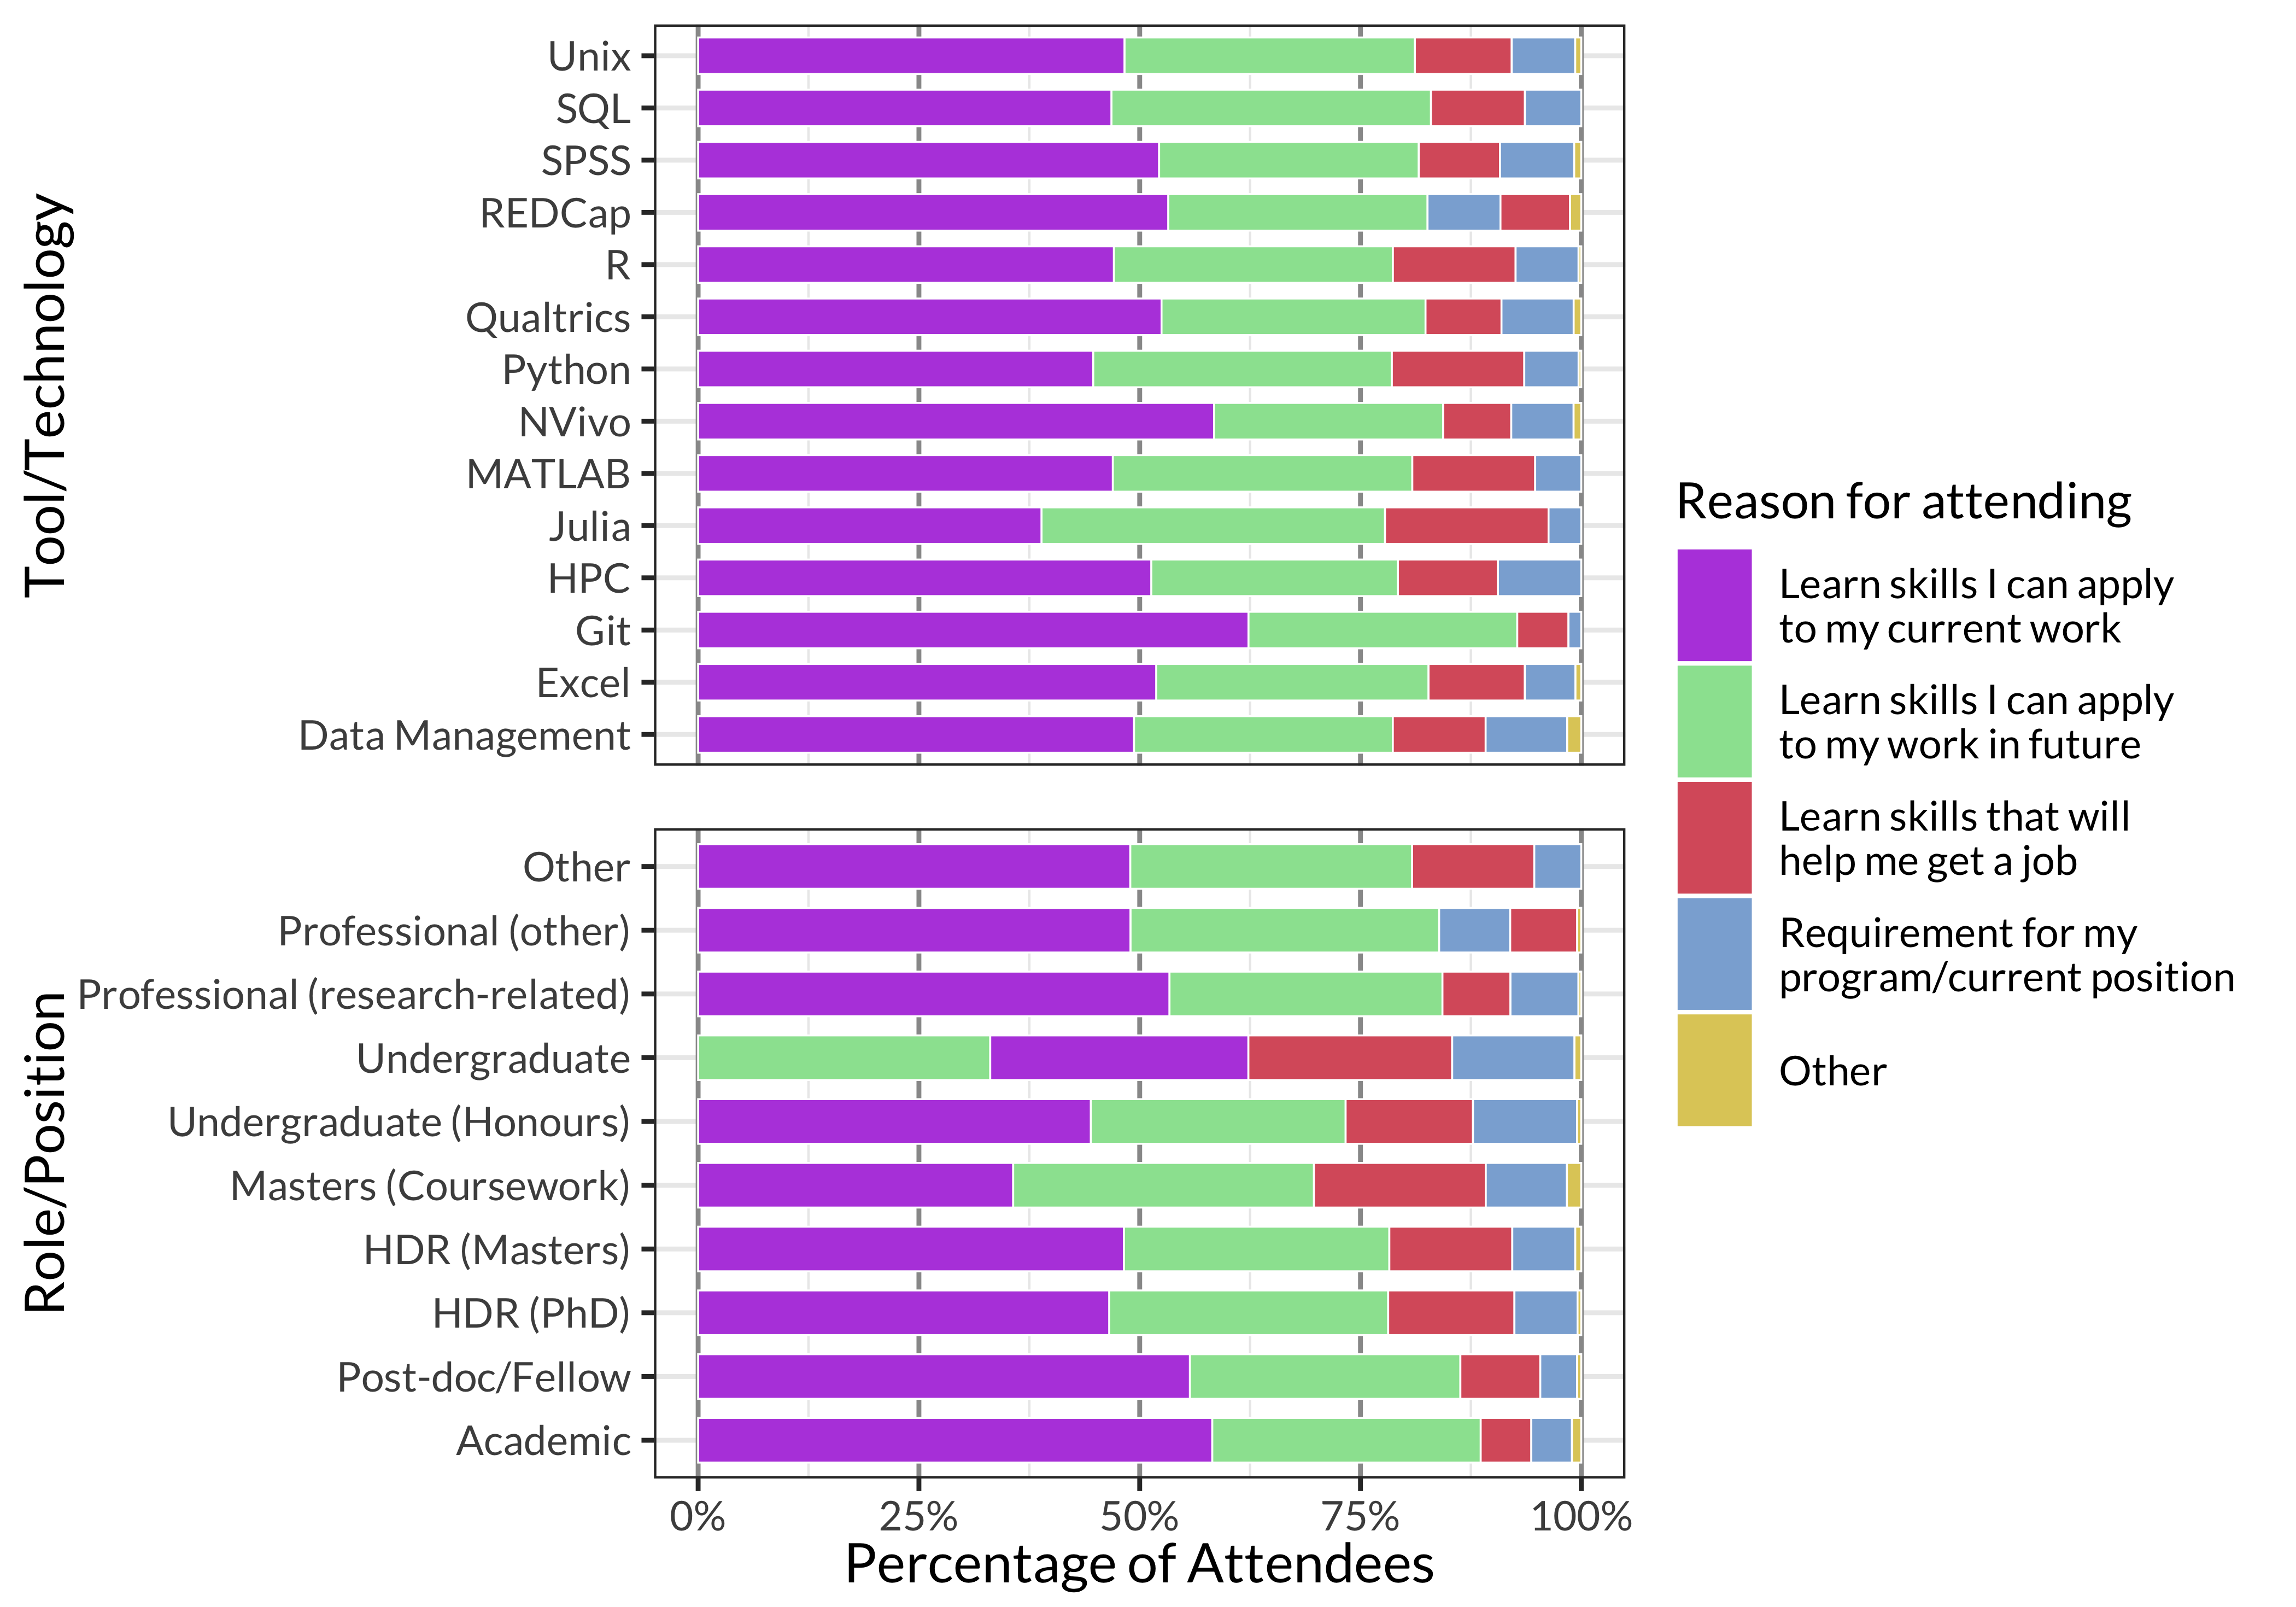 Tool/Technology
Unix
SQL
SPSS
REDCap
R
Qualtrics
Python
NVivo
MATLAB
Julia
HPC
Git
Excel
Data Management
Role/Position
Other
Professional (other)
Professional (research-related)
Undergraduate
Undergraduate (Honours)
Masters (Coursework)
HDR (Masters)
HDR (PhD)
Post-doc/Fellow
Academic
0% 25% 50% 75% 100%
Percentage of Attendees
Reason for attending
Learn skills I can apply
to my current work
Learn skills I can apply
to my work in future
Learn skills that will
help me get a job
Requirement for my
program/current position
Other